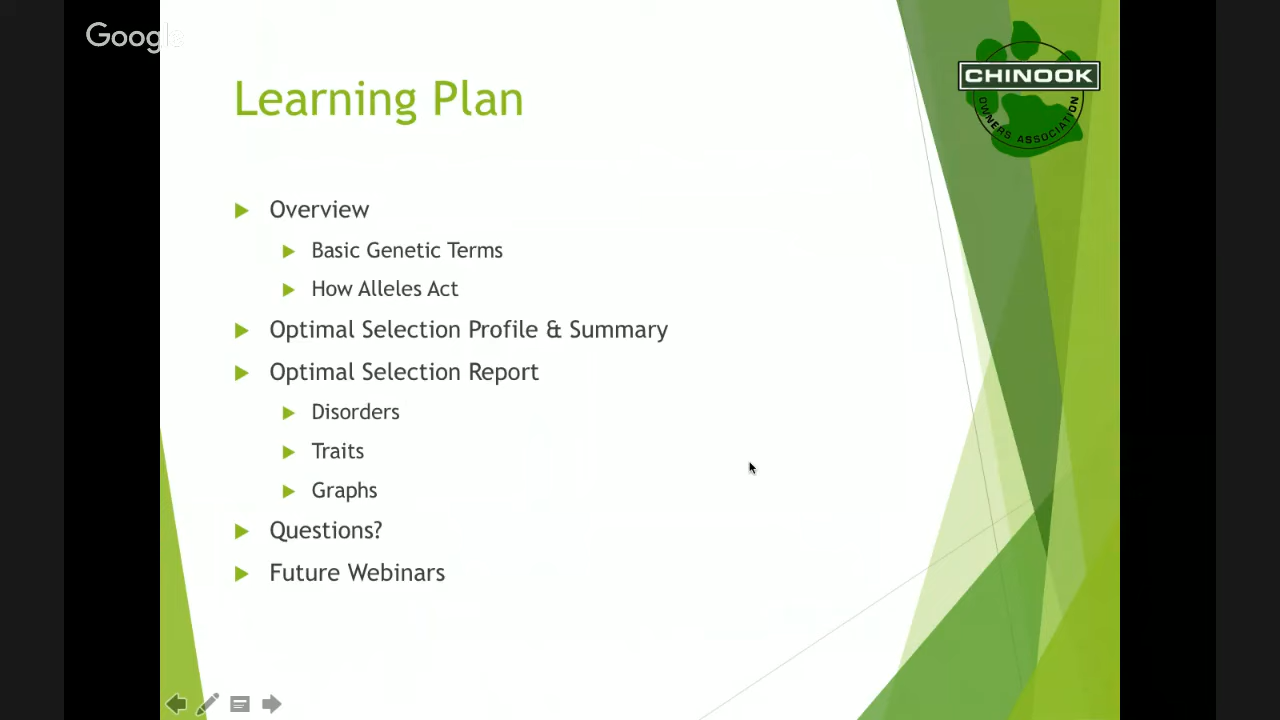 Google
CHINOOK
OWNERS ASSOCIATION
Learning Plan
Overview
Basic Genetic Terms
How Alleles Act
Optimal Selection Profile & Summary
Optimal Selection Report
Disorders
Traits
Graphs
Questions?
Future Webinars